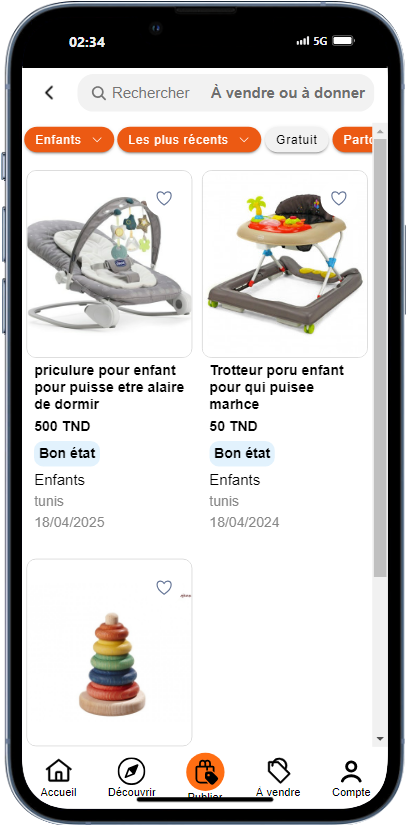 02:34
5G
Rechercher À vendre ou à donner
Enfants Les plus récents Gratuit Parto
priculure pour enfant
pour puisse etre alaire
de dormir
500 TND
Bon état
Enfants
tunis
18/04/2025
Trotteur poru enfant
pour qui puisee
marhce
50 TND
Bon état
Enfants
tunis
18/04/2024
Accueil Découvrir Publier A vendre Compte